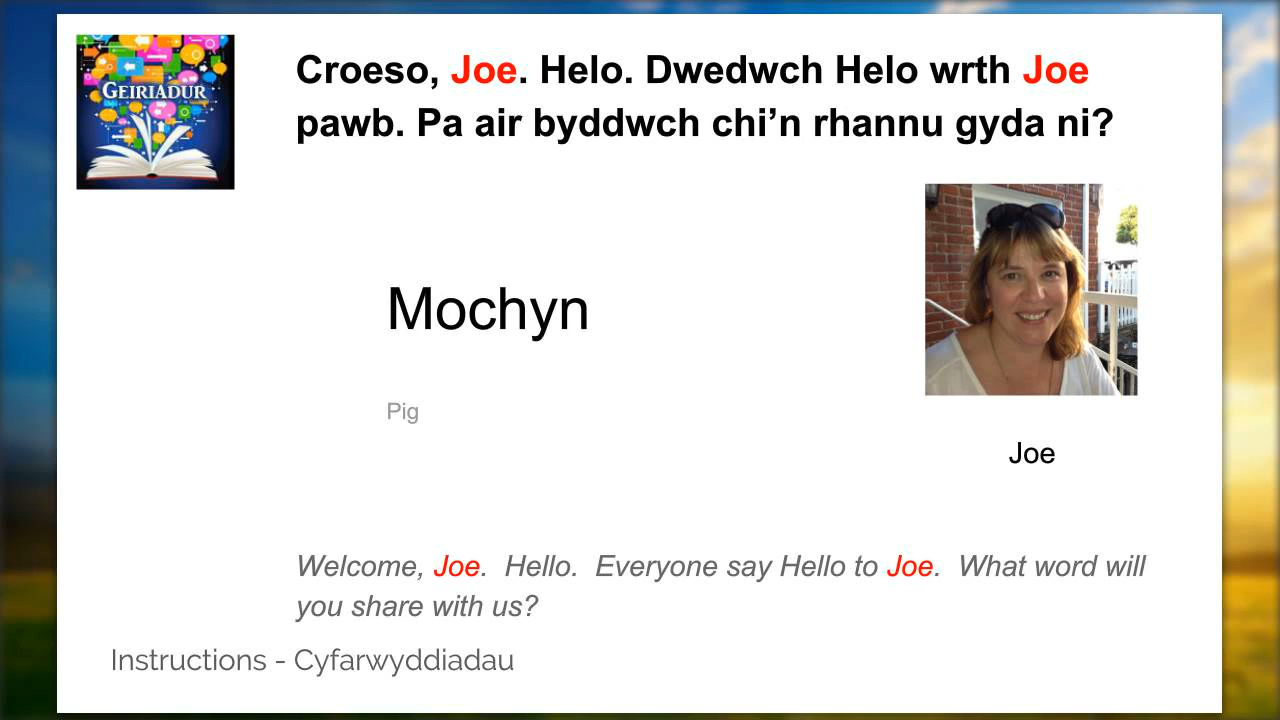 GEIRIADUR
Croeso, Joe. Helo. Dwedwch Helo wrth Joe
pawb. Pa air byddwch chi’n rhannu gyda ni?
Mochyn
Pig
Joe
Welcome, Joe. Hello. Everyone say Hello to Joe. What word will
you share with us?
Instructions - Cyfarwyddiadau